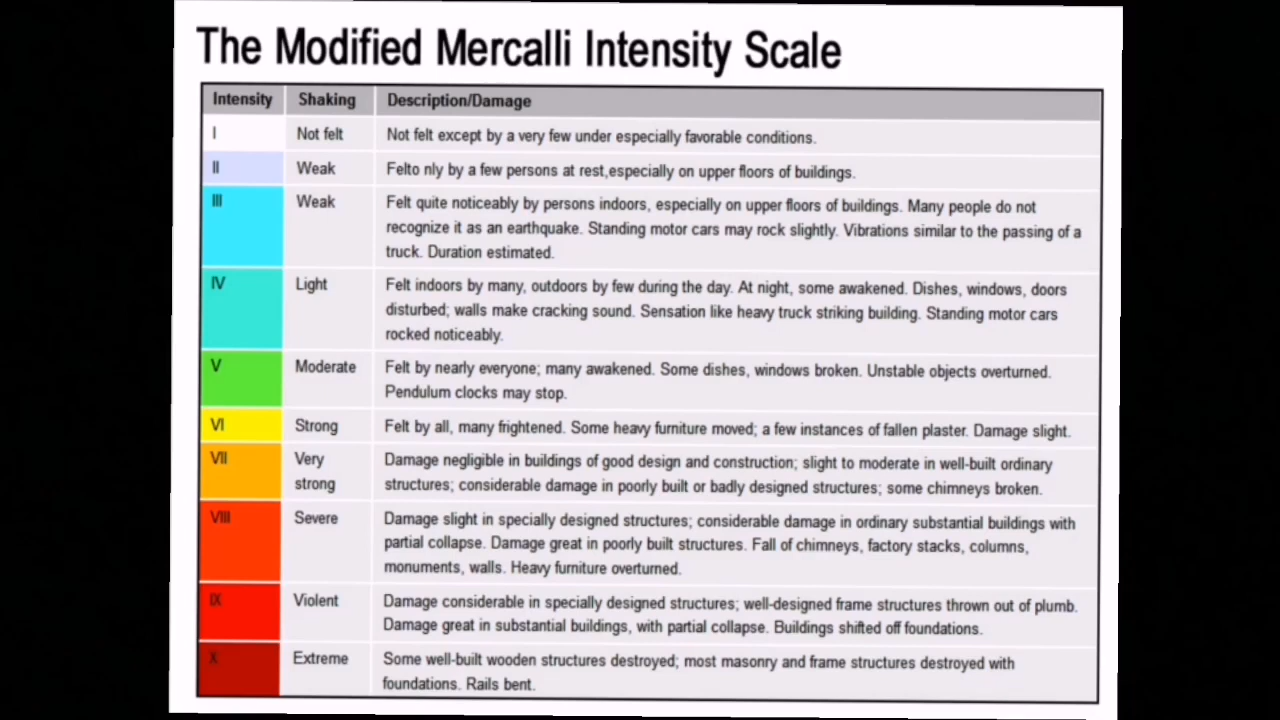 The Modified Mercalli Intensity Scale
Intensity Shaking Description/Damage
I Not felt Not felt except by a very few under especially favorable conditions.
II Weak Felto nly by a few persons at rest,especially on upper floors of buildings.
III Weak Felt quite noticeably by persons indoors, especially on upper floors of buildings. Many people do not
recognize it as an earthquake. Standing motor cars may rock slightly. Vibrations similar to the passing of a
truck. Duration estimated.
IV Light Felt indoors by many, outdoors by few during the day. At night, some awakened. Dishes, windows, doors
disturbed; walls make cracking sound. Sensation like heavy truck striking building. Standing motor cars
rocked noticeably.
V Moderate Felt by nearly everyone; many awakened. Some dishes, windows broken. Unstable objects overturned.
Pendulum clocks may stop.
VI Strong Felt by all, many frightened. Some heavy furniture moved; a few instances of fallen plaster. Damage slight.
VII Very Damage negligible in buildings of good design and construction; slight to moderate in well-built ordinary
strong structures; considerable damage in poorly built or badly designed structures; some chimneys broken.
VIII Severe Damage slight in specially designed structures; considerable damage in ordinary substantial buildings with
partial collapse. Damage great in poorly built structures. Fall of chimneys, factory stacks, columns,
monuments, walls. Heavy furniture overturned.
IX Violent Damage considerable in specially designed structures; well-designed frame structures thrown out of plumb.
Damage great in substantial buildings, with partial collapse. Buildings shifted off foundations.
X Extreme Some well-built wooden structures destroyed; most masonry and frame structures destroyed with
foundations. Rails bent.